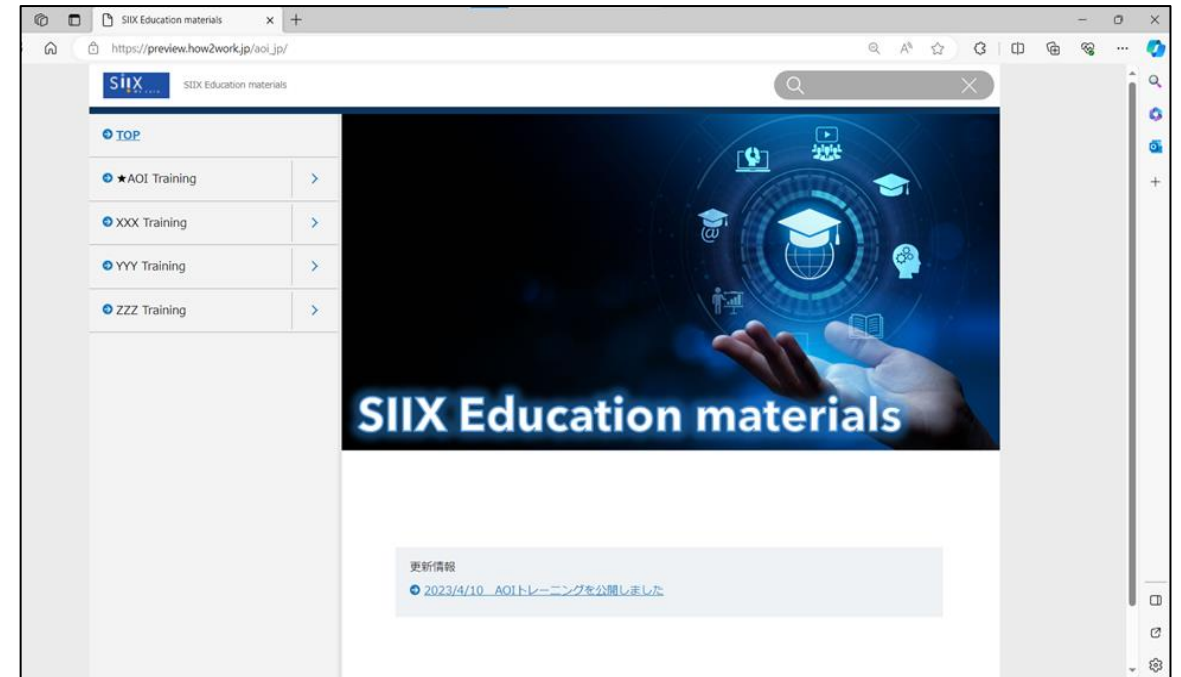 SIIX Education materials
https://preview.how2work.jp/aoi_jp/
SIIX
SIIX Education materials
TOP
★AOI Training
XXX Training
YYY Training
ZZZ Training
@
SIIX Education materials
更新情報
2023/4/10 AOIトレーニングを公開しました